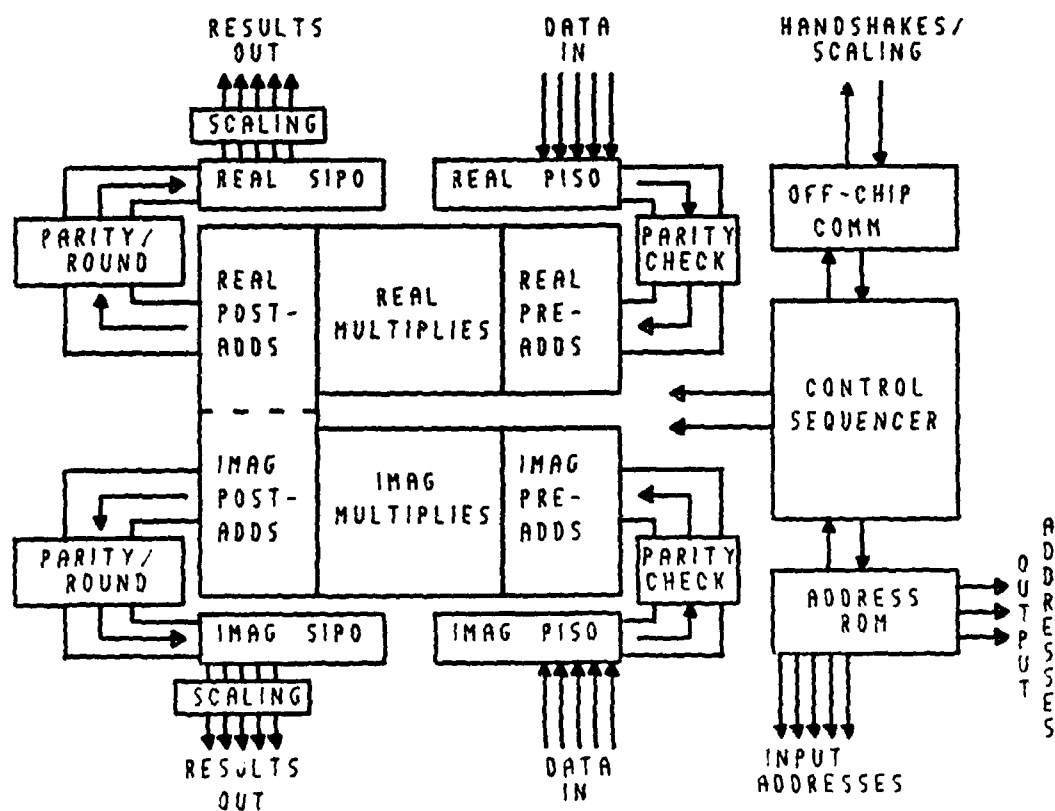 RESULTS
OUT
DATA
IN
HANDSHAKES/
SCALING
SCALING
REAL SIPO
REAL PISO
OFF-CHIP
COMM
PARITY/
ROUND
PARITY
CHECK
REAL
POST-
ADDS
REAL
MULTIPLIES
REAL
PRE-
ADDS
CONTROL
SEQUENCER
IMAG
POST-
ADDS
IMAG
MULTIPLIES
IMAG
PRE-
ADDS
PARITY/
ROUND
PARITY
CHECK
ADDRESS
ROM
OUTPUT
ADDRESSES
IMAG SIPO
IMAG PISO
SCALING
RESULTS
OUT
DATA
IN
INPUT
ADDRESSES